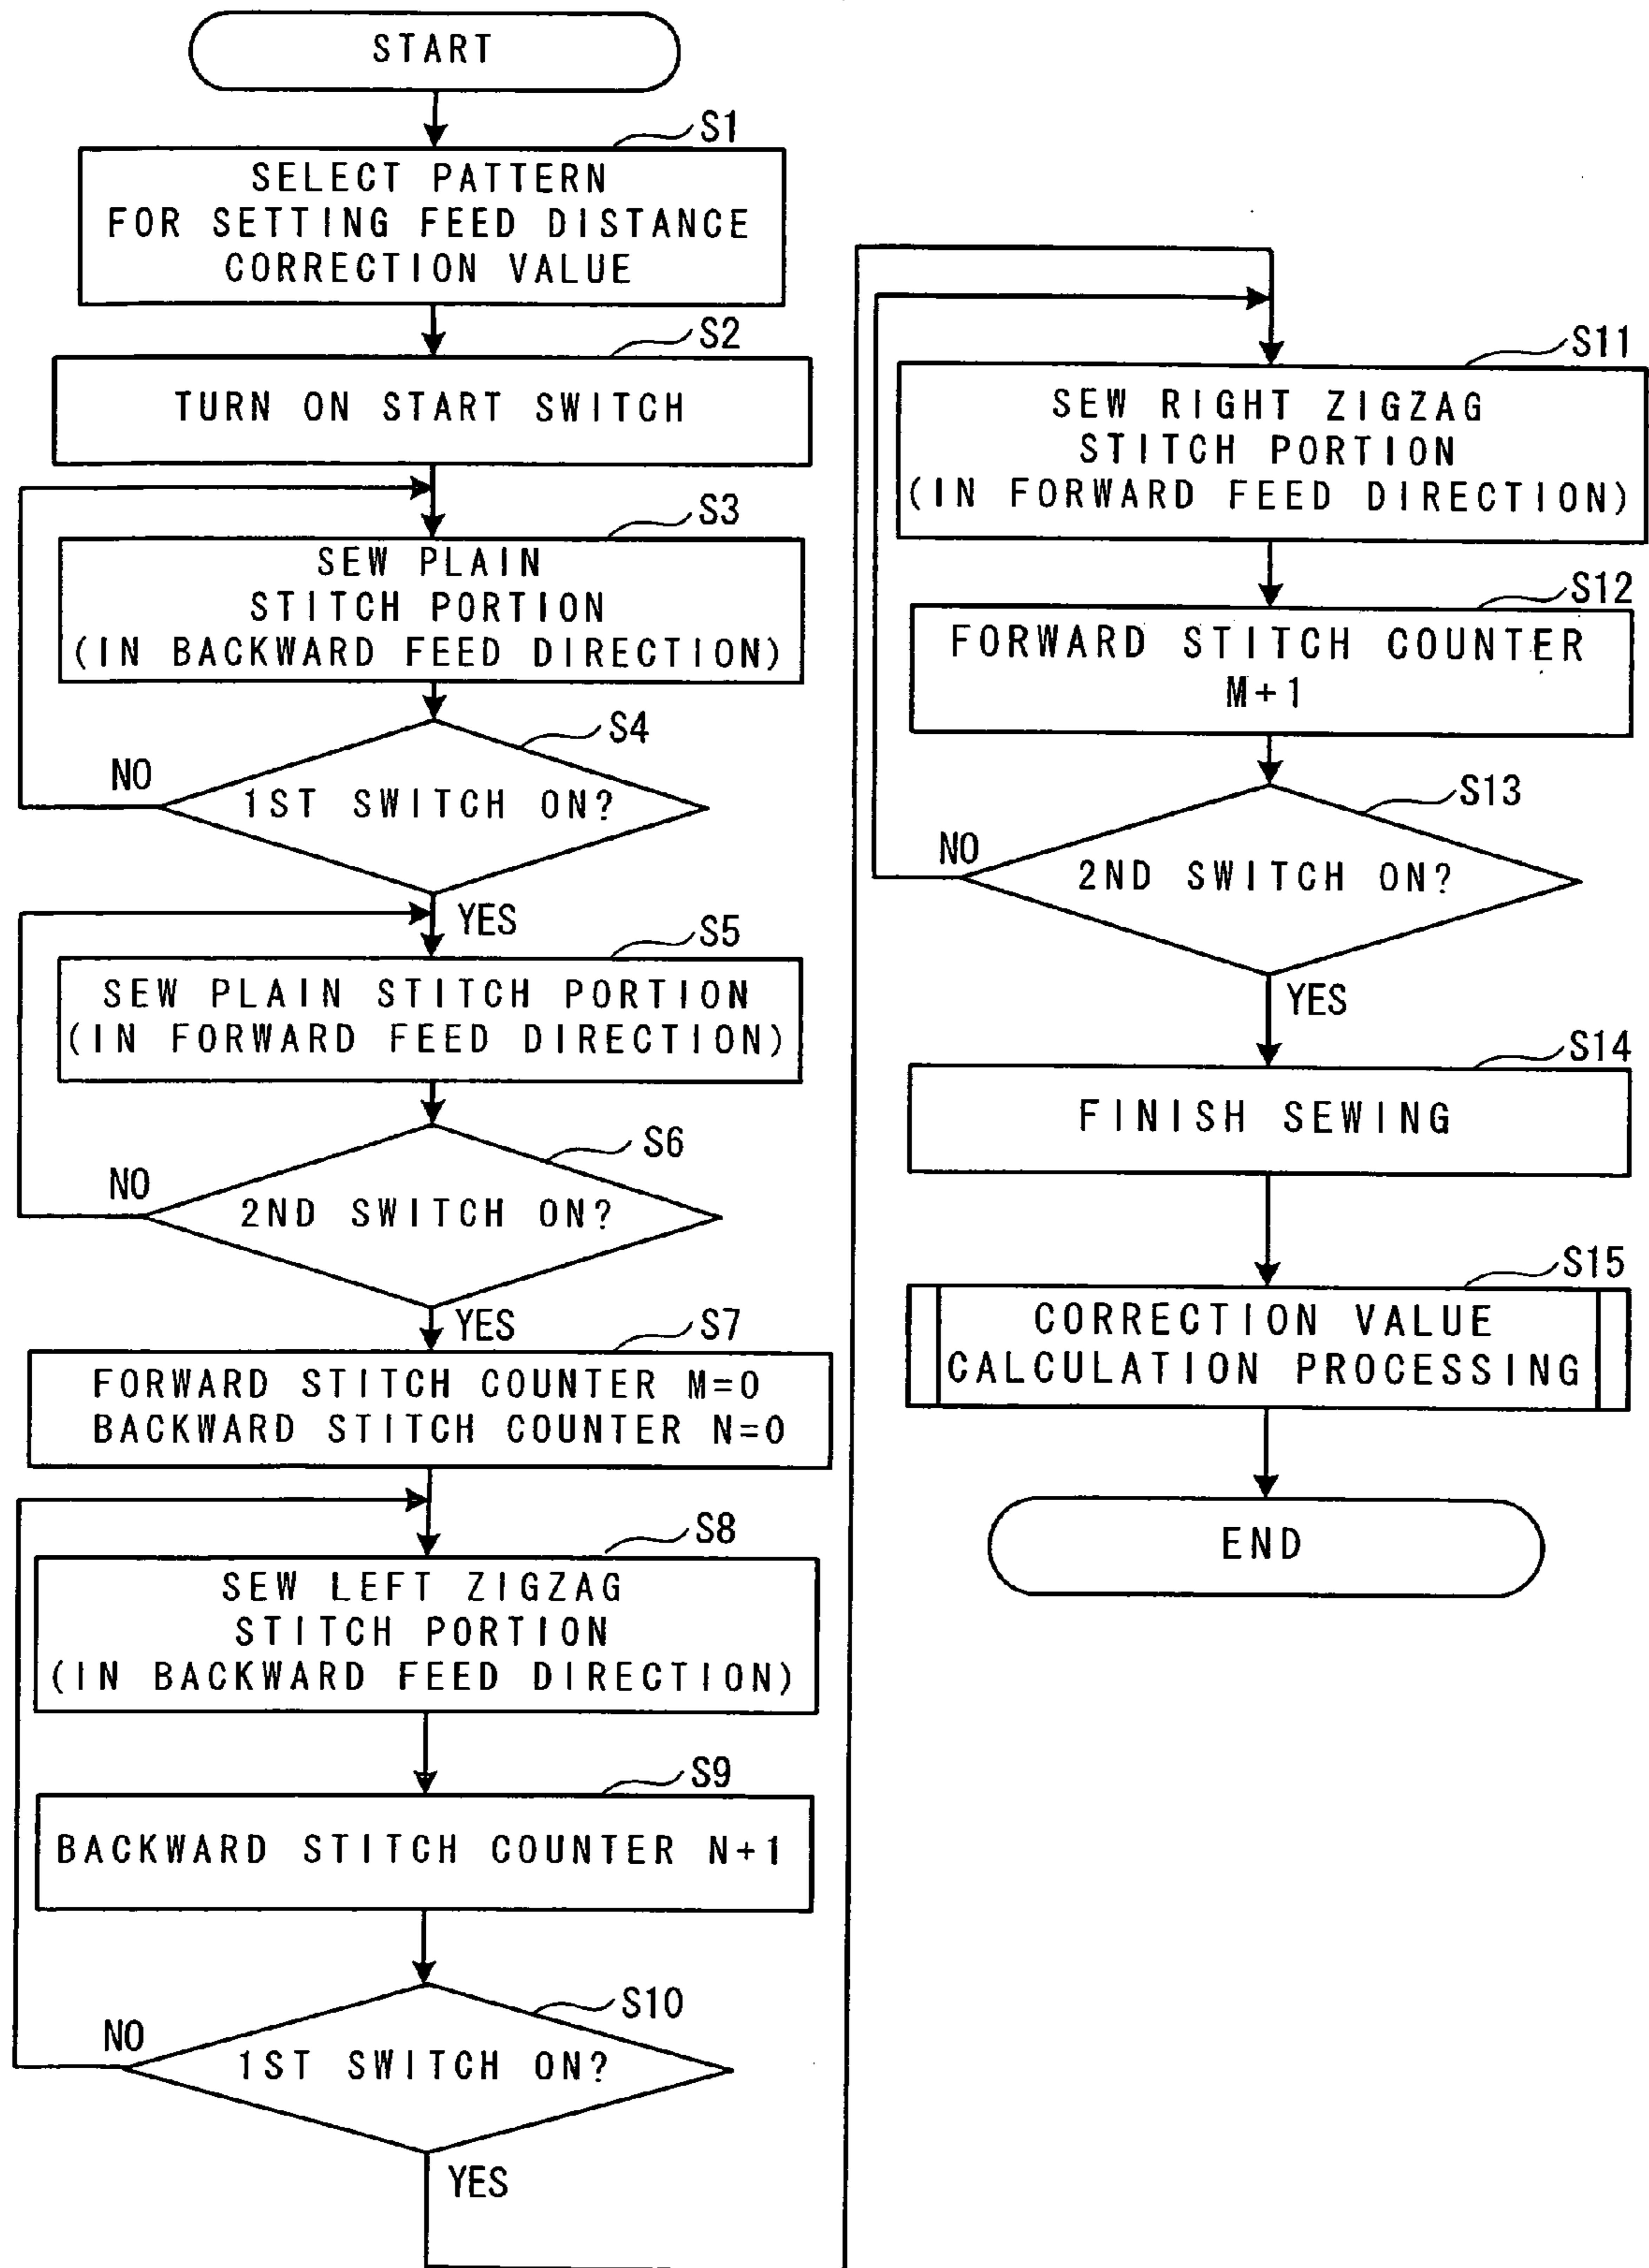 START
S1
SELECT PATTERN
FOR SETTING FEED DISTANCE
CORRECTION VALUE
S2
TURN ON START SWITCH
S3
SEW PLAIN
STITCH PORTION
(IN BACKWARD FEED DIRECTION)
S4
NO
1ST SWITCH ON?
YES
S5
SEW PLAIN STITCH PORTION
(IN FORWARD FEED DIRECTION)
S6
NO
2ND SWITCH ON?
YES
S7
FORWARD STITCH COUNTER M=0
BACKWARD STITCH COUNTER N=0
S8
SEW LEFT ZIGZAG
STITCH PORTION
(IN BACKWARD FEED DIRECTION)
S9
BACKWARD STITCH COUNTER N+1
S10
NO
1ST SWITCH ON?
YES
S11
SEW RIGHT ZIGZAG
STITCH PORTION
(IN FORWARD FEED DIRECTION)
S12
FORWARD STITCH COUNTER
M+1
S13
NO
2ND SWITCH ON?
YES
S14
FINISH SEWING
S15
CORRECTION VALUE
CALCULATION PROCESSING
END